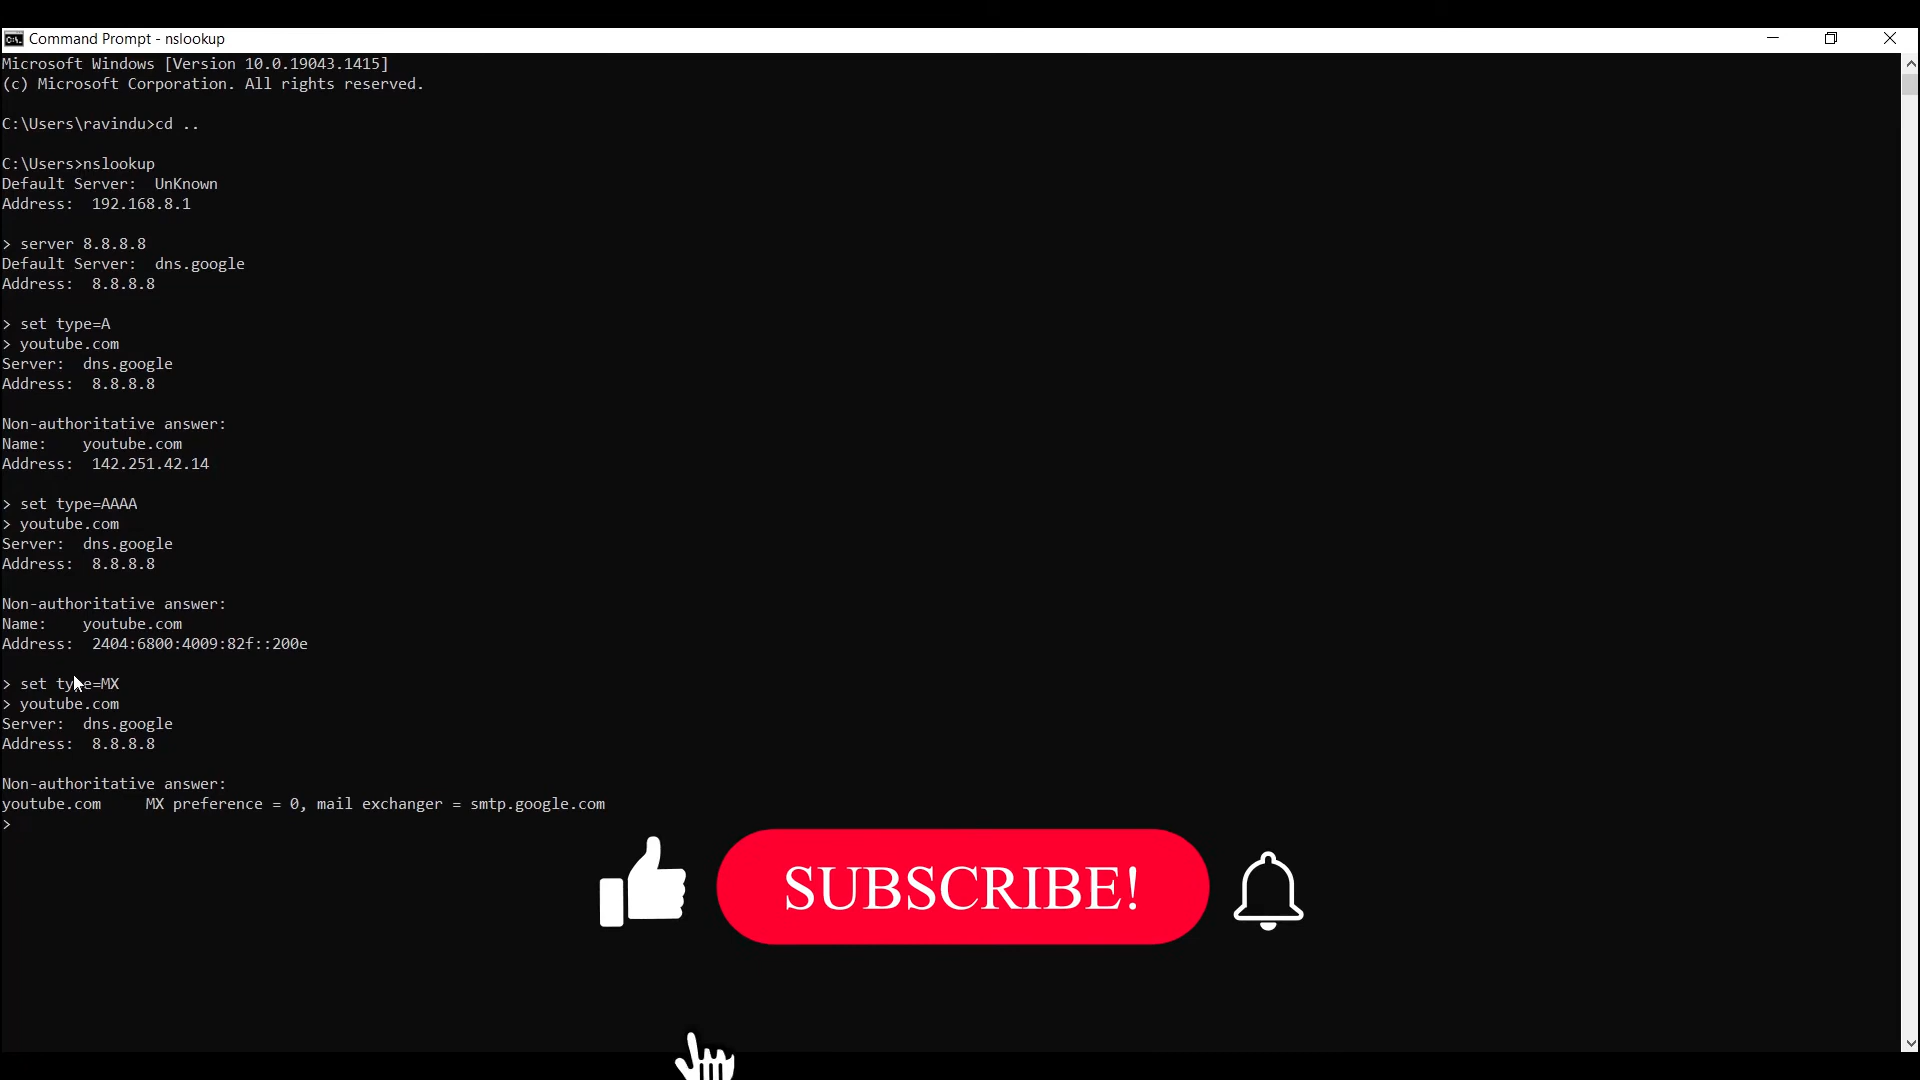 Command Prompt - nslookup
Microsoft Windows [Version 10.0.19043.1415]
(c) Microsoft Corporation. All rights reserved.
C:\Users\ravindu>cd ..
C:\Users>nslookup
Default Server:  UnKnown
Address:  192.168.8.1
> server 8.8.8.8
Default Server:  dns.google
Address:  8.8.8.8
> set type=A
> youtube.com
Server:  dns.google
Address:  8.8.8.8
Non-authoritative answer:
Name:    youtube.com
Address:  142.251.42.14
> set type=AAAA
> youtube.com
Server:  dns.google
Address:  8.8.8.8
Non-authoritative answer:
Name:    youtube.com
Address:  2404:6800:4009:82f::200e
> set type=MX
> youtube.com
Server:  dns.google
Address:  8.8.8.8
Non-authoritative answer:
youtube.com     MX preference = 0, mail exchanger = smtp.google.com
>
SUBSCRIBE!